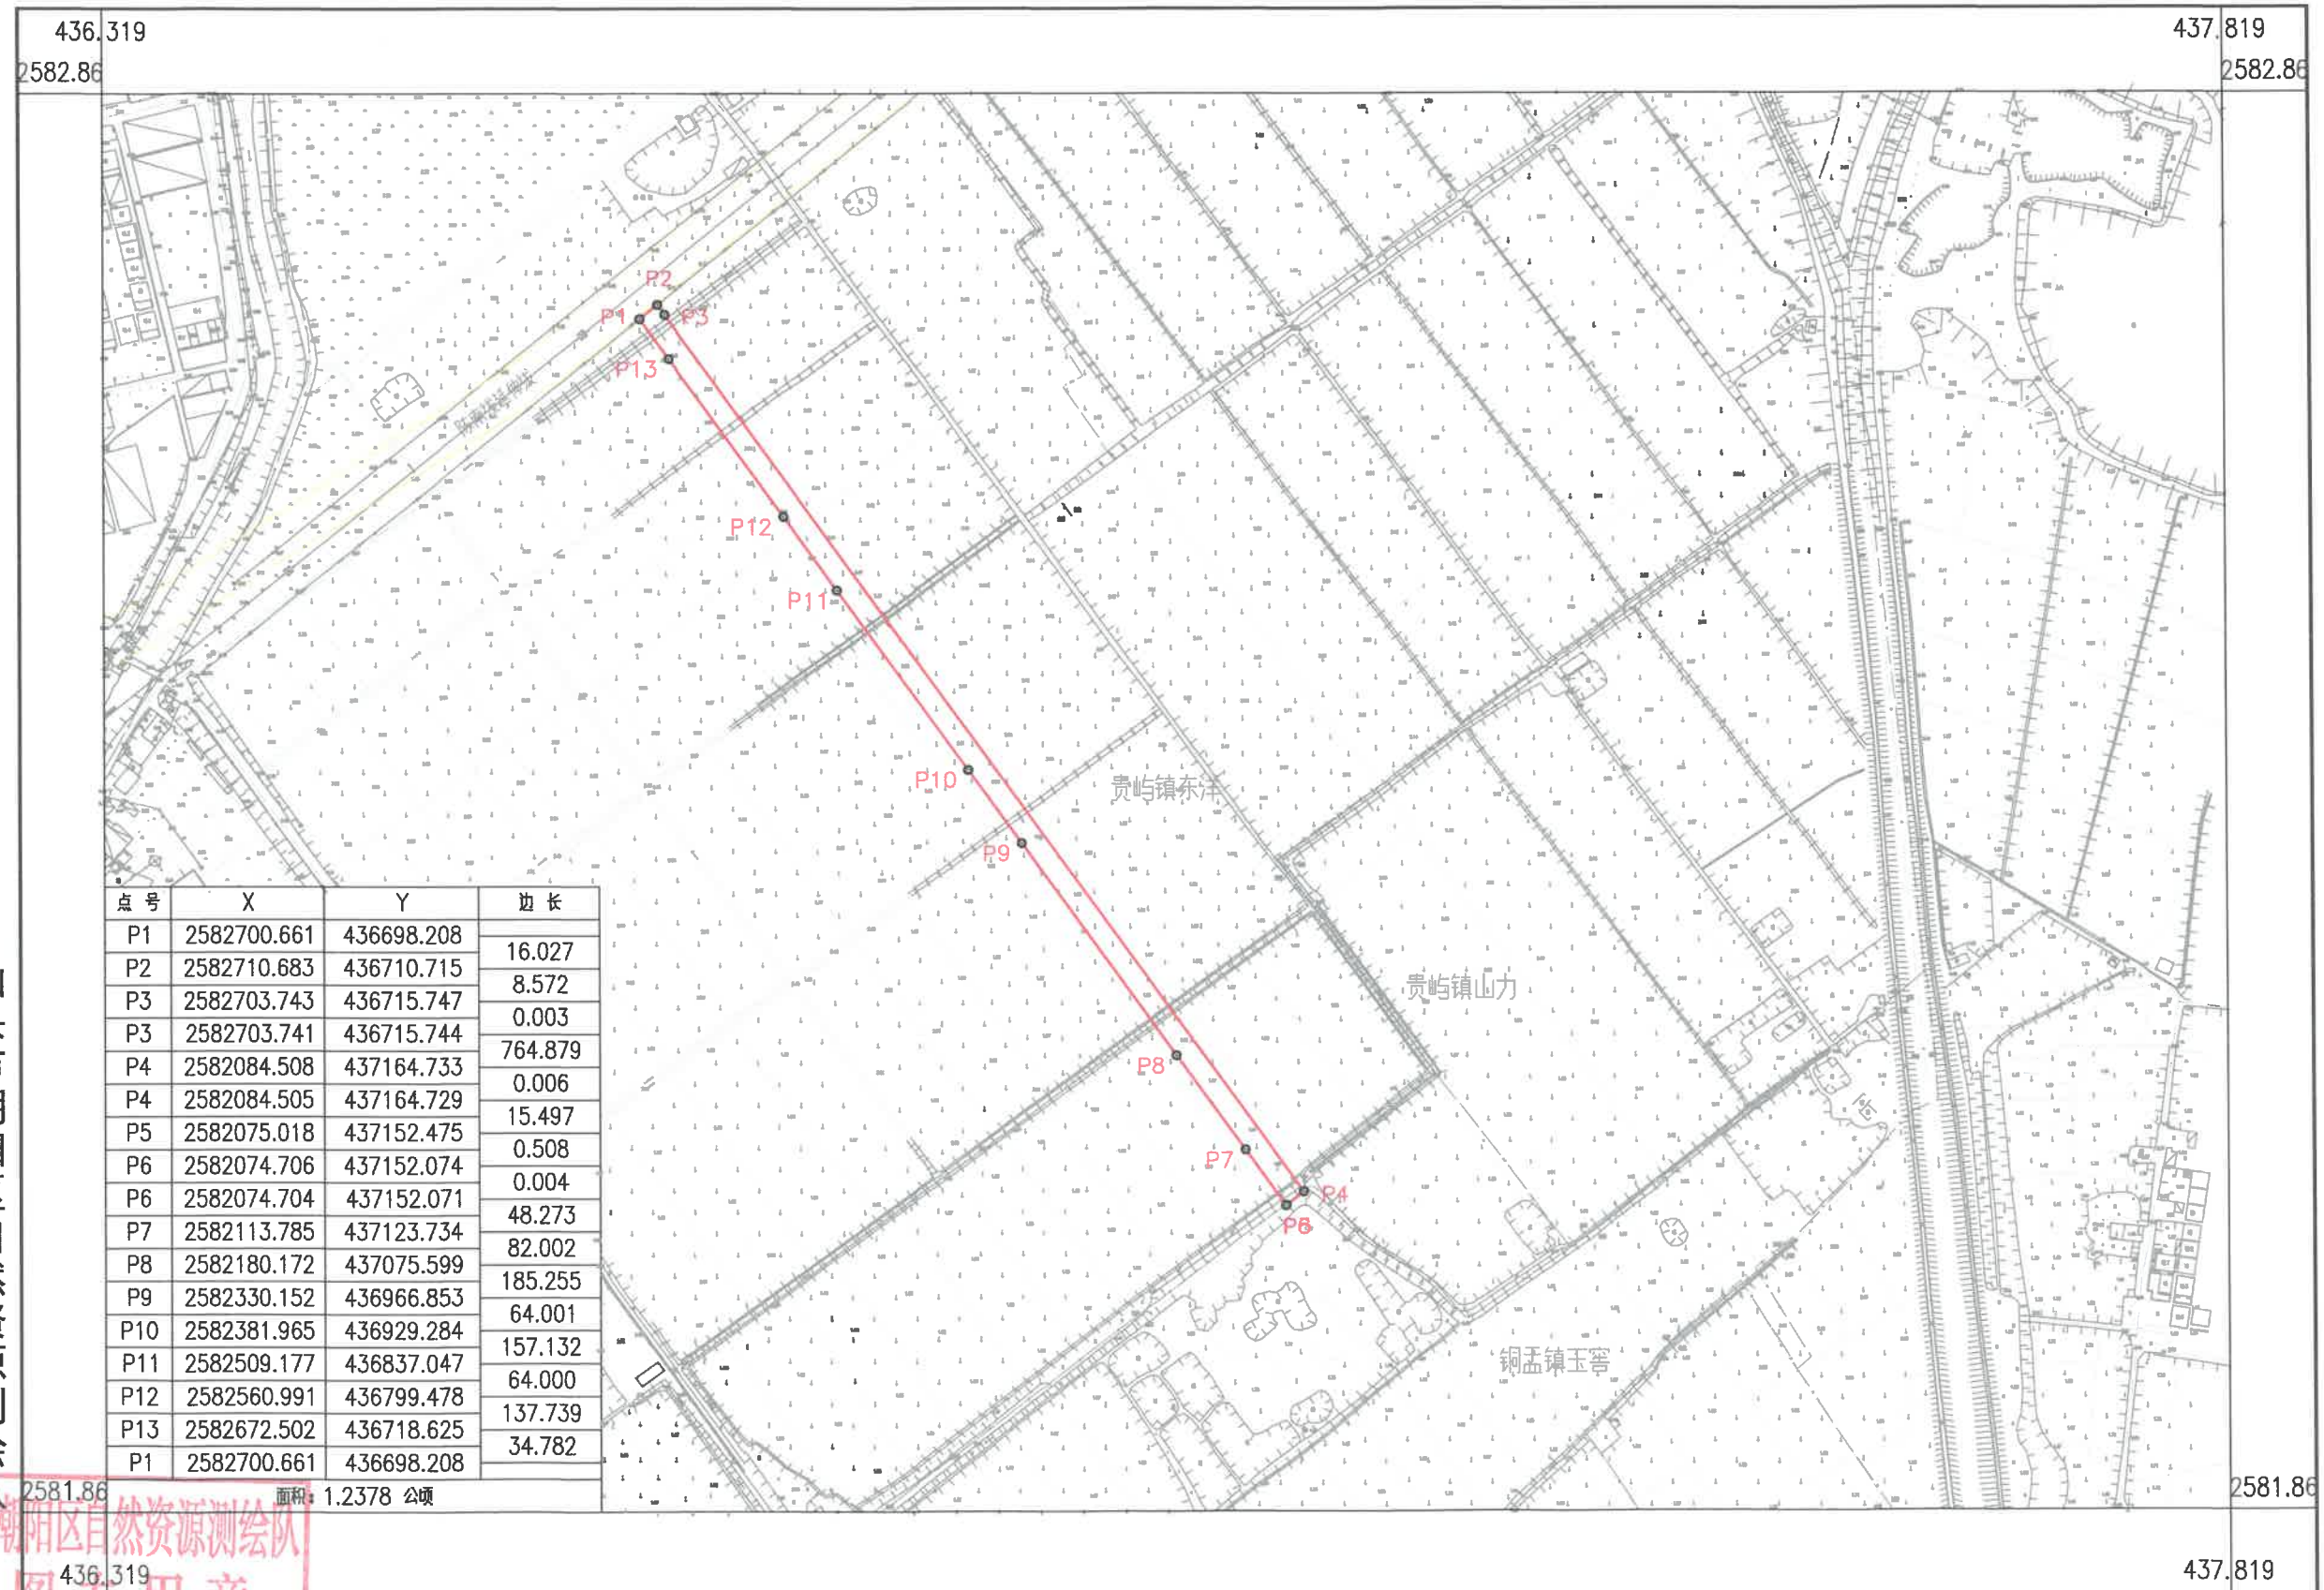 436.319
437.819
2582.86
2582.86
P2
P1
P3
P13
P12
P11
P10
贵屿镇东洋
P9
贵屿镇山力
P8
P7
P4
P6
铜盂镇玉窖
点号 X Y 边长
P1 2582700.661 436698.208
16.027
P2 2582710.683 436710.715
8.572
P3 2582703.743 436715.747
0.003
P3 2582703.741 436715.744
764.879
P4 2582084.508 437164.733
0.006
P4 2582084.505 437164.729
15.497
P5 2582075.018 437152.475
0.508
P6 2582074.706 437152.074
0.004
P6 2582074.704 437152.071
48.273
P7 2582113.785 437123.734
82.002
P8 2582180.172 437075.599
185.255
P9 2582330.152 436966.853
64.001
P10 2582381.965 436929.284
157.132
P11 2582509.177 436837.047
64.000
P12 2582560.991 436799.478
137.739
P13 2582672.502 436718.625
34.782
P1 2582700.661 436698.208
面积：1.2378 公顷
2581.86
2581.86
潮阳区自然资源测绘队
436.319
437.819